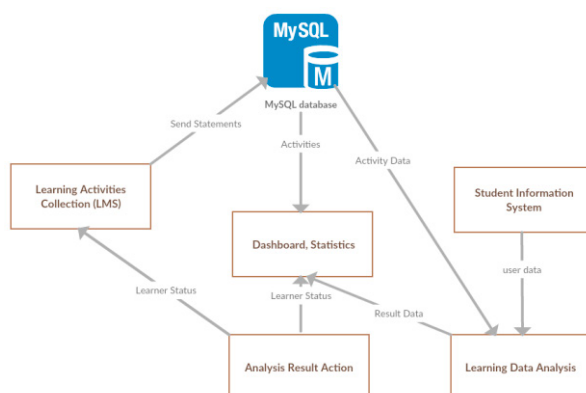 MySQL
M
MySQL database
Send Statements
Activities
Activity Data
Learning Activities
Collection (LMS)
Student Information
System
Dashboard, Statistics
user data
Learner Status
Learner Status
Result Data
Analysis Result Action
Learning Data Analysis